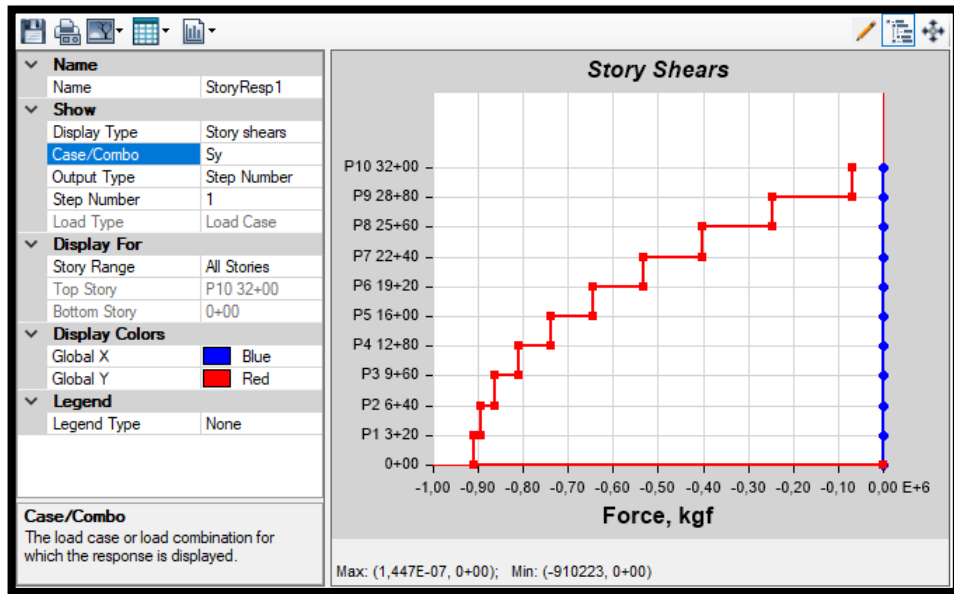 Name
Name StoryResp1
Show
Display Type Story shears
Case/Combo Sy
Output Type Step Number
Step Number 1
Load Type Load Case
Display For
Story Range All Stories
Top Story P10 32+00
Bottom Story 0+00
Display Colors
Global X Blue
Global Y Red
Legend
Legend Type None
Case/Combo
The load case or load combination for
which the response is displayed.
Story Shears
P10 32+00
P9 28+80
P8 25+60
P7 22+40
P6 19+20
P5 16+00
P4 12+80
P3 9+60
P2 6+40
P1 3+20
0+00
-1,00 -0,90 -0,80 -0,70 -0,60 -0,50 -0,40 -0,30 -0,20 -0,10 0,00 E+6
Force, kgf
Max: (1,447E-07, 0+00); Min: (-910223, 0+00)